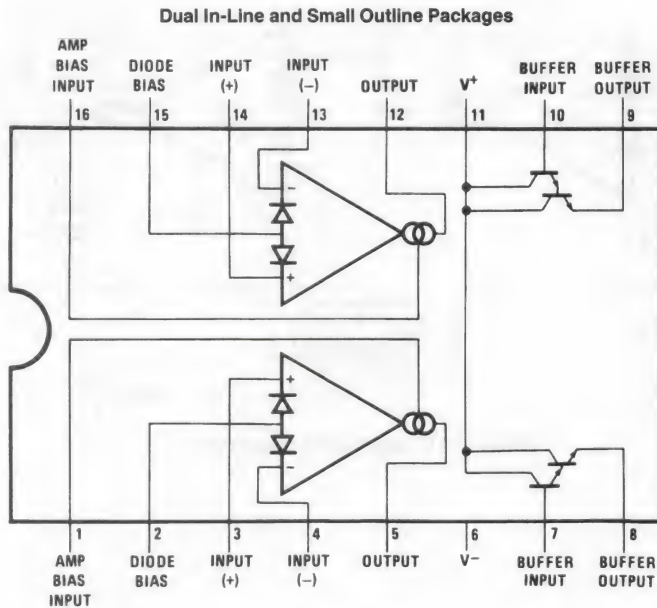 Dual In-Line and Small Outline Packages
AMP
BIAS
INPUT
DIODE
BIAS
INPUT
(+)
INPUT
(−)
OUTPUT
V+
BUFFER
INPUT
BUFFER
OUTPUT
16 15 14 13 12 11 10 9
−
+
+
−
1 2 3 4 5 6 7 8
AMP
BIAS
INPUT
DIODE
BIAS
INPUT
(+)
INPUT
(−)
OUTPUT
V−
BUFFER
INPUT
BUFFER
OUTPUT